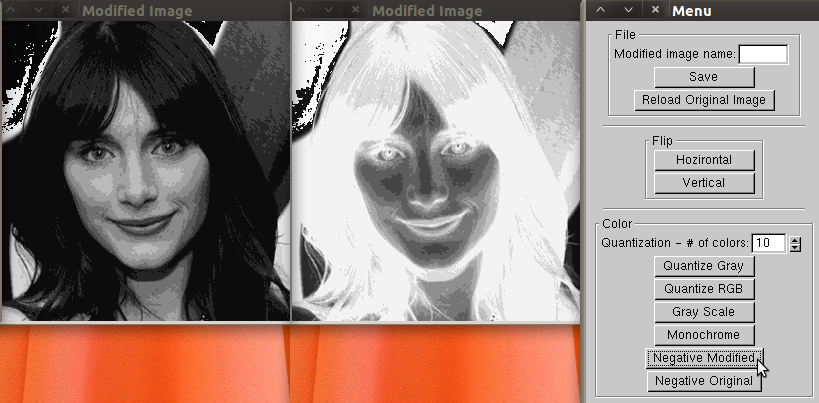 Modified Image
Modified Image
Menu
File
Modified image name:
Save
Reload Original Image
Flip
Hozirontal
Vertical
Color
Quantization - # of colors: 10
Quantize Gray
Quantize RGB
Gray Scale
Monochrome
Negative Modified
Negative Original